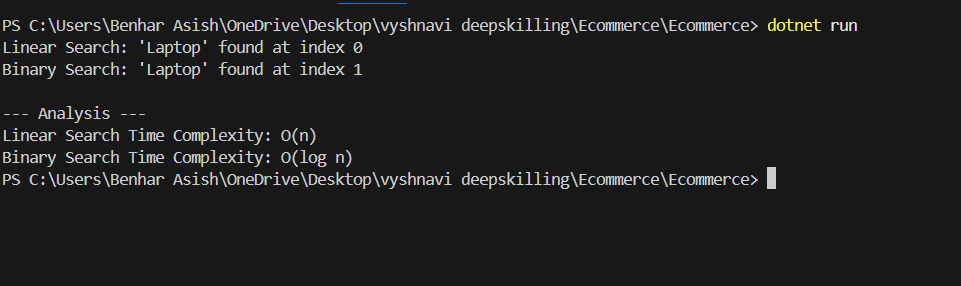 PS C:\Users\Benhar Asish\OneDrive\Desktop\vyshnavi deepskilling\Ecommerce\Ecommerce> dotnet run
Linear Search: 'Laptop' found at index 0
Binary Search: 'Laptop' found at index 1
--- Analysis ---
Linear Search Time Complexity: O(n)
Binary Search Time Complexity: O(log n)
PS C:\Users\Benhar Asish\OneDrive\Desktop\vyshnavi deepskilling\Ecommerce\Ecommerce>